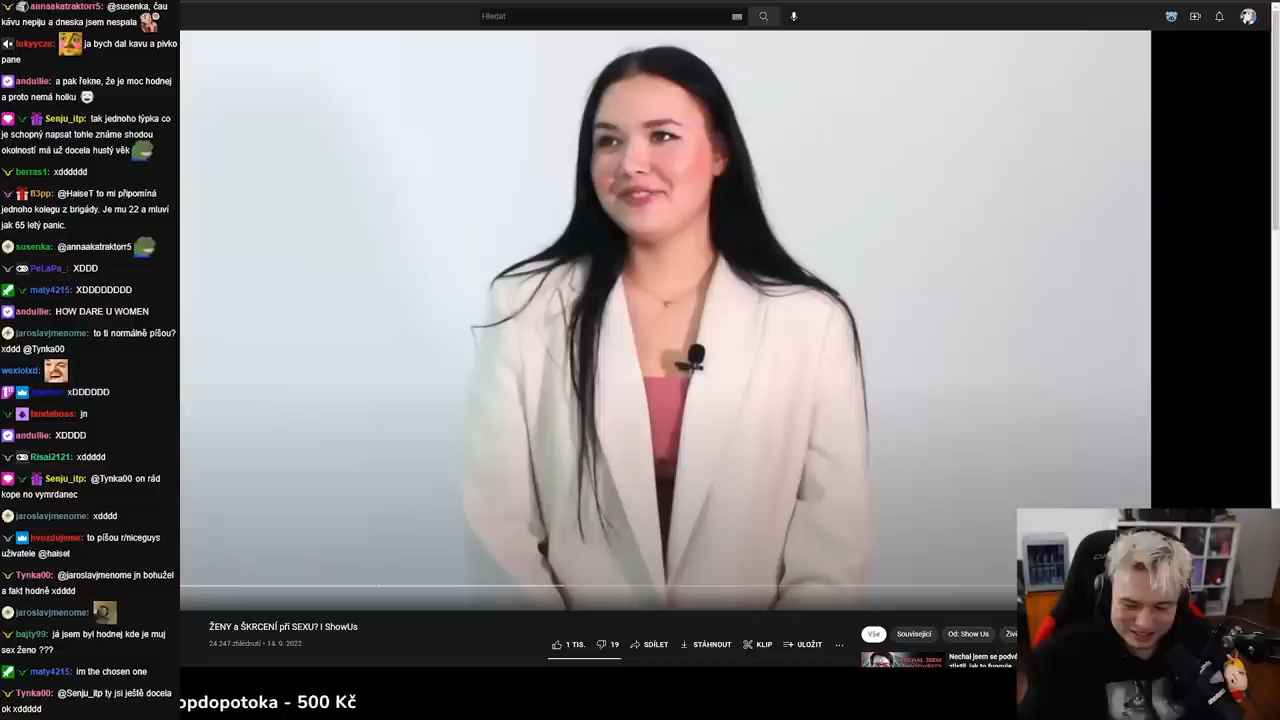 annaakatraktorr5: @susenka, čau
kávu nepiju a dneska jsem nespala
lukyycze: ja bych dal kavu a pivko
pane
andullie: a pak řekne, že je moc hodnej
a proto nemá holku
Senju_itp: tak jednoho týpka co
je schopný napsat tohle známe shodou
okolností má už docela hustý věk
berras1: xdddddd
fl3pp: @HaiseT to mi připomíná
jednoho kolegu z brigády. Je mu 22 a mluví
jak 65 letý panic.
susenka: @annaakatraktorr5
PeLaPa_: XDDD
maty4215: XDDDDDDDD
andullie: HOW DARE U WOMEN
jaroslavjmenome: to ti normálně píšou?
xddd @Tynka00
wexlolxd:
xDDDDDD
fandaboss: jn
andullie: XDDDD
Risal2121: xddddd
Senju_itp: @Tynka00 on rád
kope no vymrdanec
jaroslavjmenome: xdddd
hvozdujeme: to píšou r/niceguys
uživatele @haiset
Tynka00: @jaroslavjmenome jn bohužel
a fakt hodně xdddd
jaroslavjmenome:
bajty99: já jsem byl hodnej kde je muj
sex ženo ???
maty4215: im the chosen one
Tynka00: @Senju_itp ty jsi ještě docela
ok xddddd
Hledat
ŽENY a ŠKRCENÍ při SEXU? I ShowUs
24 247 zhlédnutí • 14. 9. 2022
1 TIS. 19 SDÍLET STÁHNOUT KLIP ULOŽIT ...
Vše Související Od: Show Us Živě
Nechal jsem se podvé
zjistil, jak to funguje
opdopotoka - 500 Kč